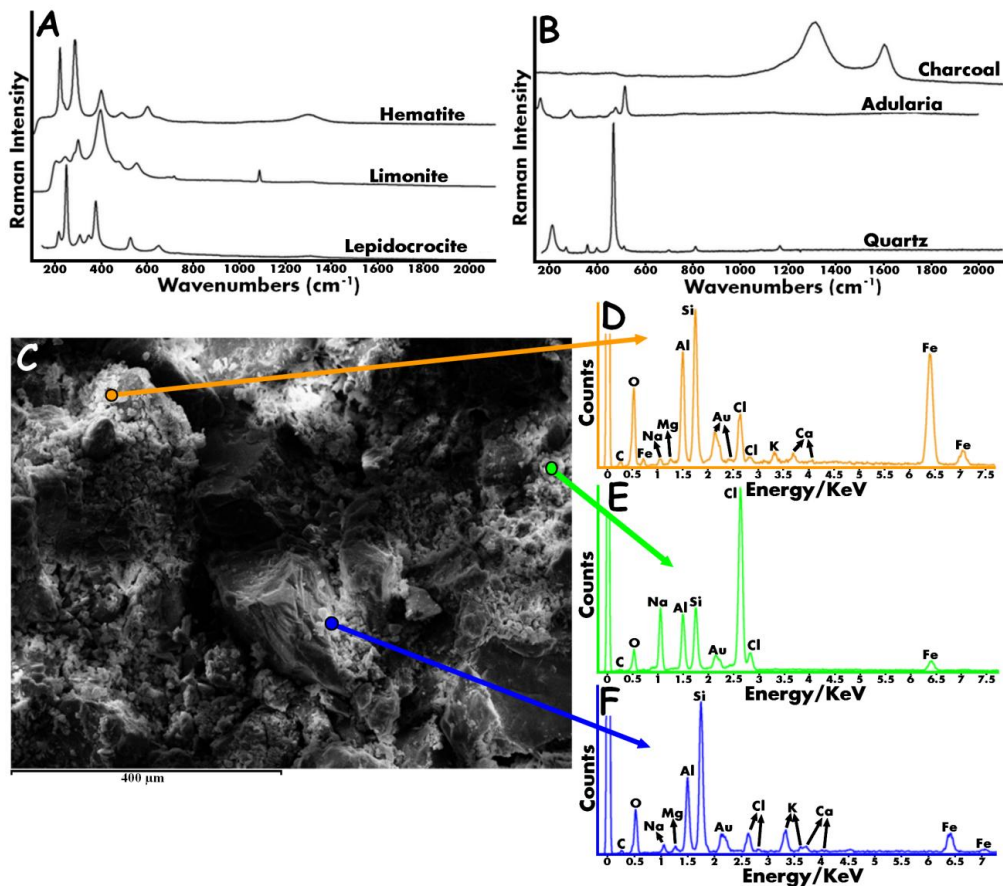 A
Raman Intensity
Hematite
Limonite
Lepidocrocite
200 400 600 800 1000 1200 1400 1600 1800 2000
Wavenumbers (cm⁻¹)
B
Raman Intensity
Charcoal
Adularia
Quartz
200 400 600 800 1000 1200 1400 1600 1800 2000
Wavenumbers (cm⁻¹)
C
400 µm
D
Counts
C O Fe Na Mg Al Si Au Cl Cl K Ca Fe Fe
0 0.5 1 1.5 2 2.5 3 3.5 4 4.5 5 5.5 6 6.5 7 7.5
Energy/KeV
E
Counts
C O Na Al Si Au Cl Cl Fe
0 0.5 1 1.5 2 2.5 3 3.5 4 4.5 5 5.5 6 6.5 7 7.5
Energy/KeV
F
Counts
C O Na Mg Al Si Au Cl K Ca Fe Fe
0 0.5 1 1.5 2 2.5 3 3.5 4 4.5 5 5.5 6 6.5 7 7.5
Energy/KeV